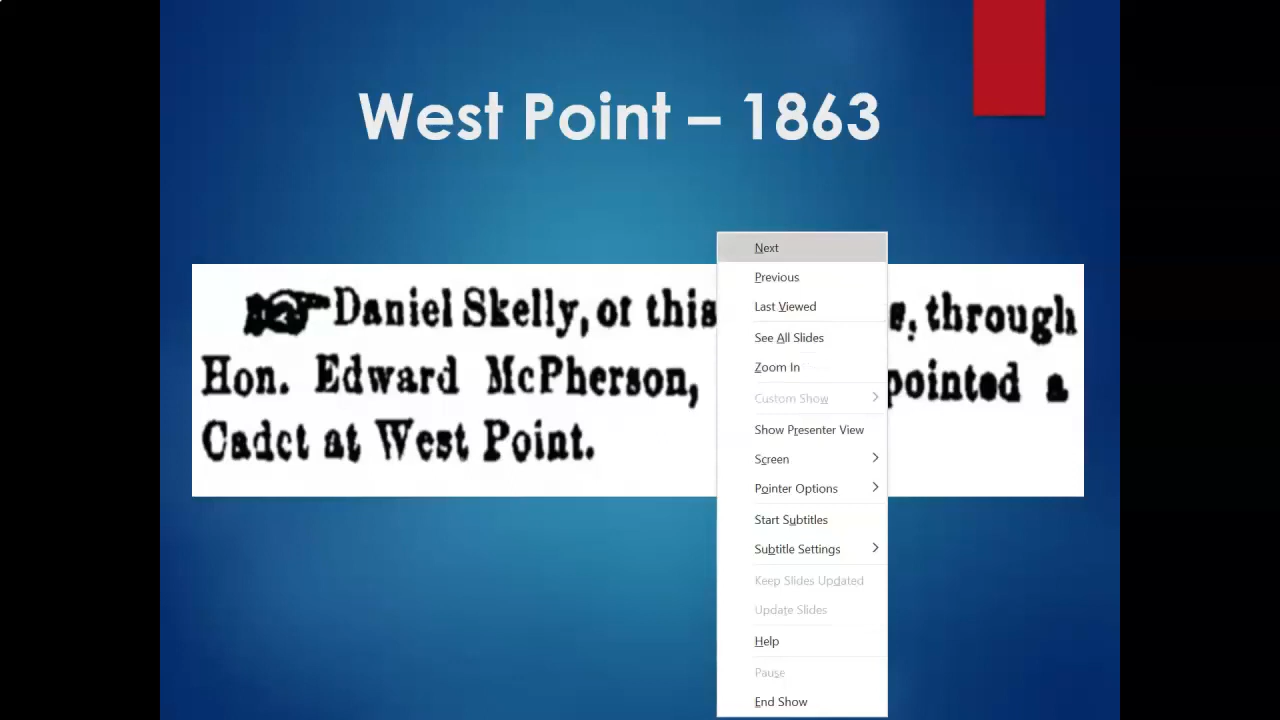 West Point – 1863
Daniel Skelly, of this
through
Hon. Edward McPherson,
pointed a
Cadet at West Point.
Next
Previous
Last Viewed
See All Slides
Zoom In
Custom Show
Show Presenter View
Screen
Pointer Options
Start Subtitles
Subtitle Settings
Keep Slides Updated
Update Slides
Help
Pause
End Show